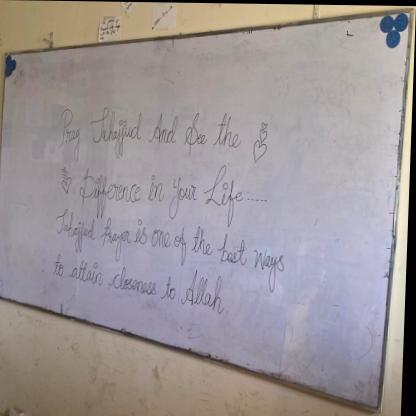 Pray Tahajjud And See the
Difference in Your Life.....
Tahajjud prayer is one of the best ways
to attain closeness to Allah.